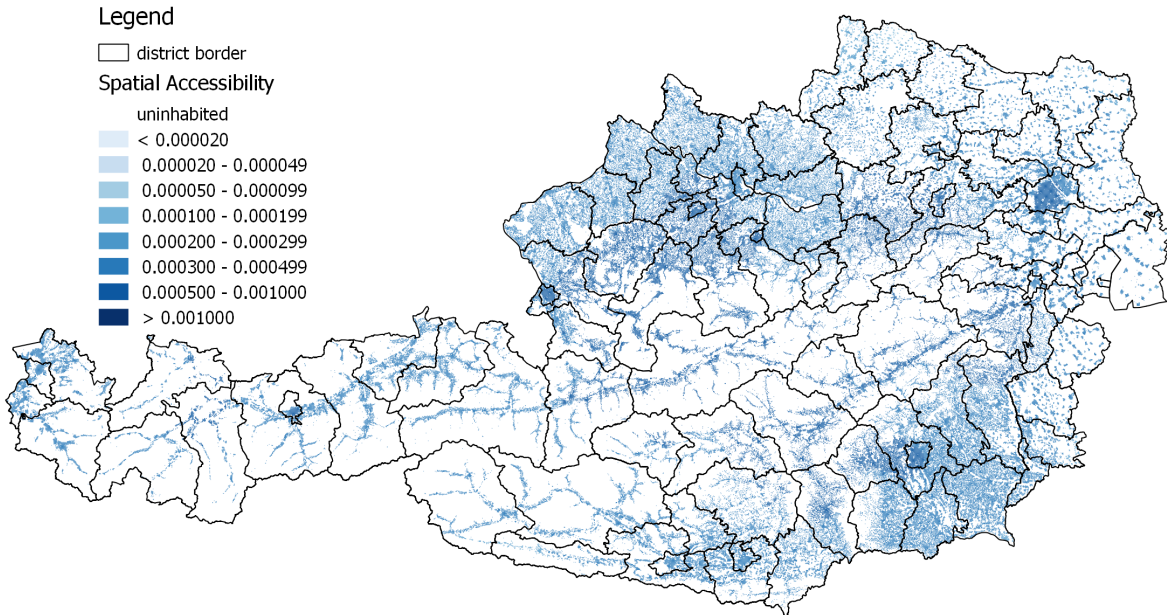 Legend
district border
Spatial Accessibility
uninhabited
< 0.000020
0.000020 - 0.000049
0.000050 - 0.000099
0.000100 - 0.000199
0.000200 - 0.000299
0.000300 - 0.000499
0.000500 - 0.001000
> 0.001000